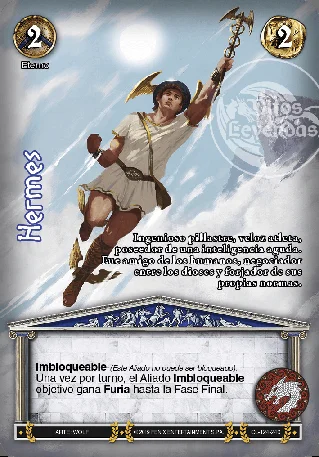 2
2
Eterno
Mitos
Leyendas
Hermes
Ingenioso pillastre, veloz atleta,
poseedor de una inteligencia aguda.
Fue amigo de los humanos, negociador
entre los dioses y forjador de sus
propias normas.
Imbloqueable (Este Aliado no puede ser bloqueado).
Una vez por turno, el Aliado Imbloqueable
objetivo gana Furia hasta la Fase Final.